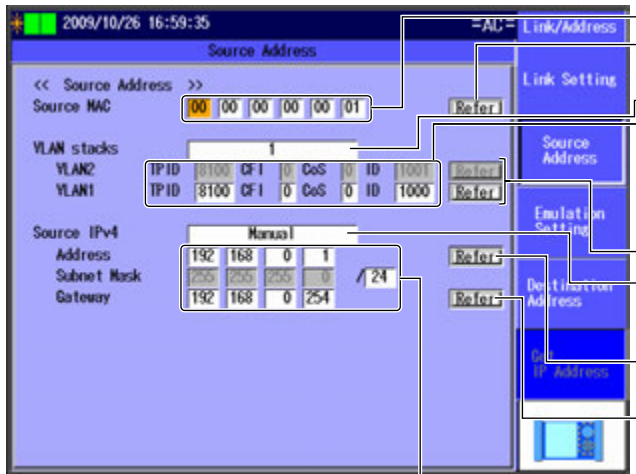 2009/10/26 16:59:35 =AC= Link/Address
Source Address
<< Source Address >>
Link Setting
Source MAC 00 00 00 00 00 01 Refer
VLAN stacks 1
Source Address
VLAN2 TPID 8100 CFI 0 CoS 0 ID 1001 Refer
VLAN1 TPID 8100 CFI 0 CoS 0 ID 1000 Refer
Emulation Setting
Source IPv4 Manual
Address 192 168 0 1 Refer
Subnet Mask 255 255 255 0 / 24
Gateway 192 168 0 254 Refer
Destination Address
Get IP Address